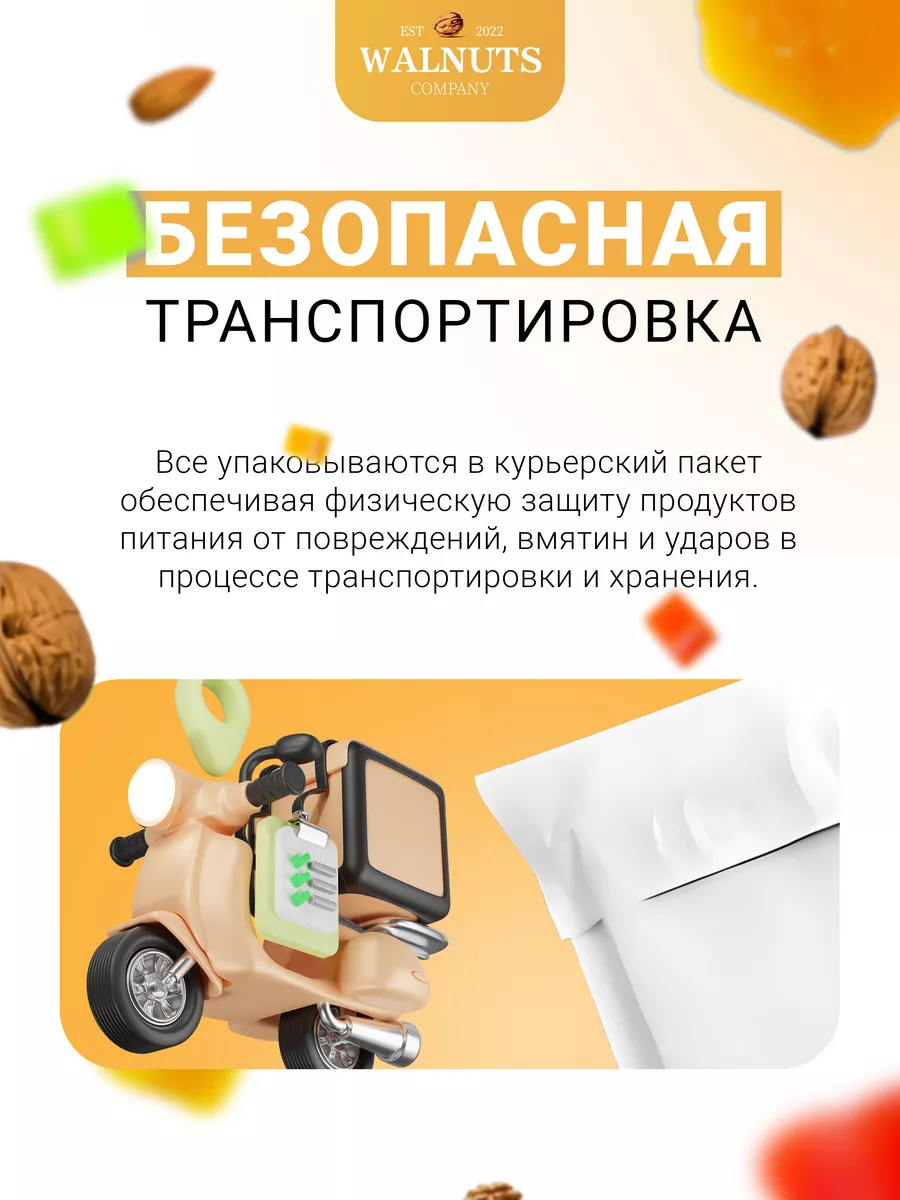 EST 2022
WALNUTS
COMPANY
БЕЗОПАСНАЯ
ТРАНСПОРТИРОВКА
Все упаковываются в курьерский пакет
обеспечивая физическую защиту продуктов
питания от повреждений, вмятин и ударов в
процессе транспортировки и хранения.